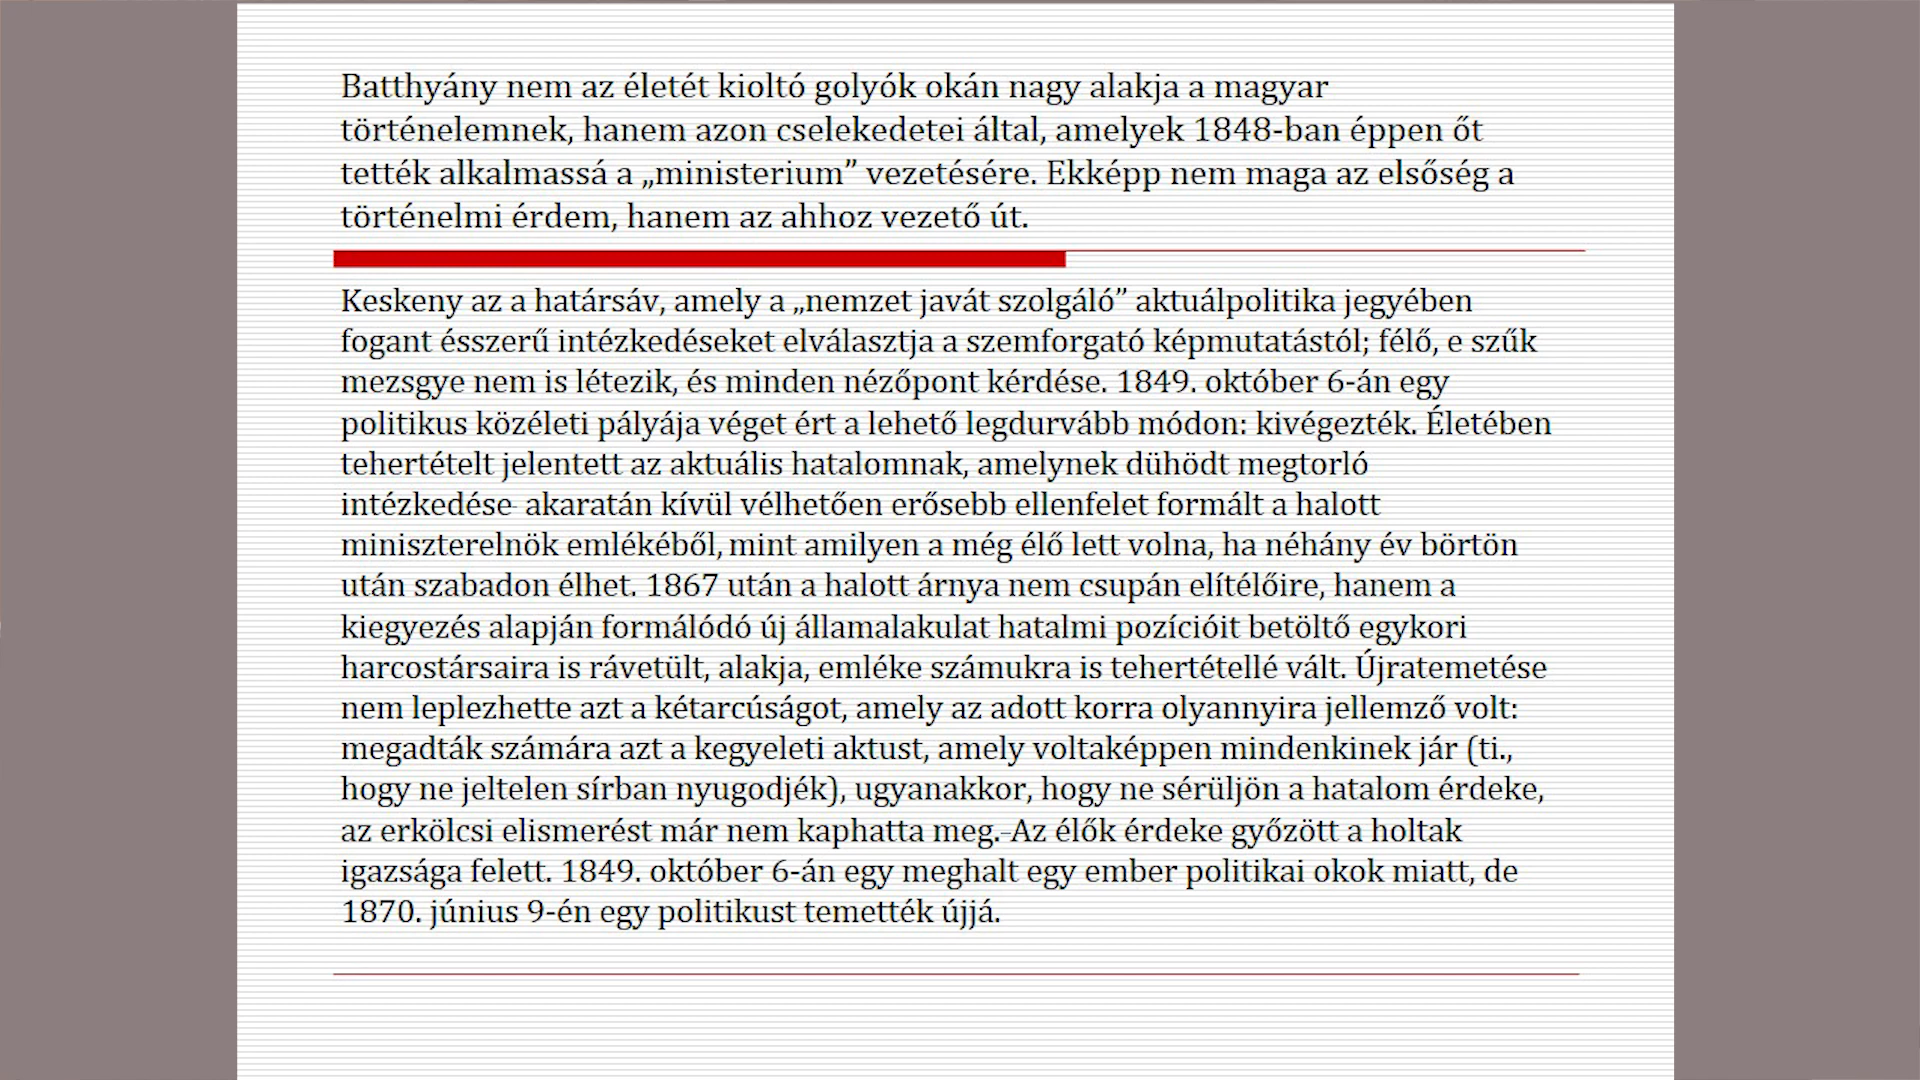 Batthyány nem az életét kioltó golyók okán nagy alakja a magyar
történelemnek, hanem azon cselekedetei által, amelyek 1848-ban éppen őt
tették alkalmassá a „ministerium” vezetésére. Ekképp nem maga az elsőség a
történelmi érdem, hanem az ahhoz vezető út.
Keskeny az a határsáv, amely a „nemzet javát szolgáló” aktuálpolitika jegyében
fogant ésszerű intézkedéseket elválasztja a szemforgató képmutatástól; félő, e szűk
mezsgye nem is létezik, és minden nézőpont kérdése. 1849. október 6-án egy
politikus közéleti pályája véget ért a lehető legdurvább módon: kivégezték. Életében
tehertételt jelentett az aktuális hatalomnak, amelynek dühödt megtorló
intézkedése akaratán kívül vélhetően erősebb ellenfelet formált a halott
miniszterelnök emlékéből, mint amilyen a még élő lett volna, ha néhány év börtön
után szabadon élhet. 1867 után a halott árnya nem csupán elítélőire, hanem a
kiegyezés alapján formálódó új államalakulat hatalmi pozícióit betöltő egykori
harcostársaira is rávetült, alakja, emléke számukra is tehertétellé vált. Újratemetése
nem leplezhette azt a kétarcúságot, amely az adott korra olyannyira jellemző volt:
megadták számára azt a kegyeleti aktust, amely voltaképpen mindenkinek jár (ti.,
hogy ne jeltelen sírban nyugodjék), ugyanakkor, hogy ne sérüljön a hatalom érdeke,
az erkölcsi elismerést már nem kaphatta meg. Az élők érdeke győzött a holtak
igazsága felett. 1849. október 6-án egy meghalt egy ember politikai okok miatt, de
1870. június 9-én egy politikust temették újjá.